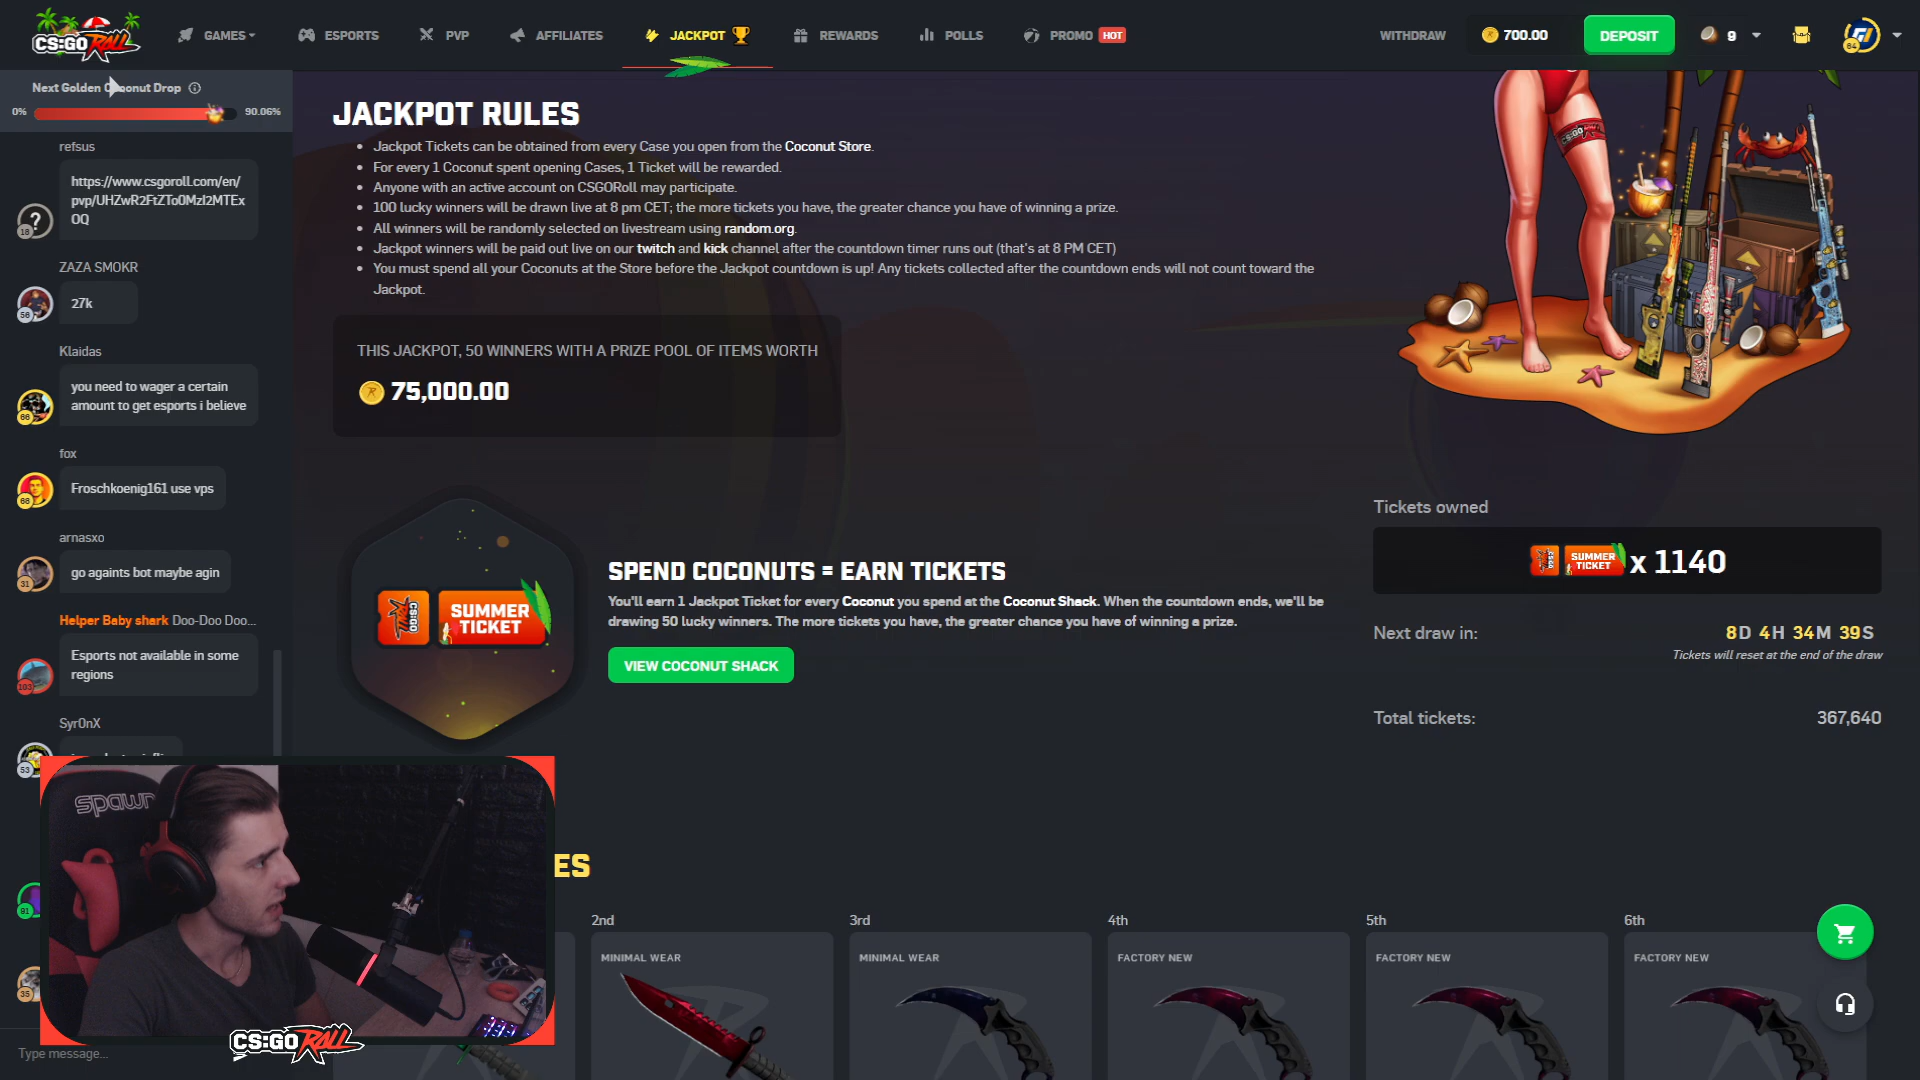 CS:GO ROLL
GAMES
ESPORTS
PVP
AFFILIATES
JACKPOT
REWARDS
POLLS
PROMO HOT
WITHDRAW
700.00
DEPOSIT
9
64
Next Golden Coconut Drop
0%
90.06%
refsus
https://www.csgoroll.com/en/
pvp/UHZwR2FtZTo0MzI2MTEx
OQ
18
ZAZA SMOKR
27k
56
Klaidas
you need to wager a certain
amount to get esports i believe
66
fox
Froschkoenig161 use vps
68
arnasxo
go againts bot maybe agin
31
Helper Baby shark Doo-Doo Doo...
Esports not available in some
regions
103
Syr0nX
53
91
35
Type message...
JACKPOT RULES
Jackpot Tickets can be obtained from every Case you open from the Coconut Store.
For every 1 Coconut spent opening Cases, 1 Ticket will be rewarded.
Anyone with an active account on CSGORoll may participate.
100 lucky winners will be drawn live at 8 pm CET; the more tickets you have, the greater chance you have of winning a prize.
All winners will be randomly selected on livestream using random.org.
Jackpot winners will be paid out live on our twitch and kick channel after the countdown timer runs out (that's at 8 PM CET)
You must spend all your Coconuts at the Store before the Jackpot countdown is up! Any tickets collected after the countdown ends will not count toward the
Jackpot.
THIS JACKPOT, 50 WINNERS WITH A PRIZE POOL OF ITEMS WORTH
75,000.00
CS:GO ROLL
SUMMER
TICKET
SPEND COCONUTS = EARN TICKETS
You'll earn 1 Jackpot Ticket for every Coconut you spend at the Coconut Shack. When the countdown ends, we'll be
drawing 50 lucky winners. The more tickets you have, the greater chance you have of winning a prize.
VIEW COCONUT SHACK
Tickets owned
SUMMER
TICKET
x 1140
Next draw in:
8D 4H 34M 39S
Tickets will reset at the end of the draw
Total tickets:
367,640
ES
2nd
3rd
4th
5th
6th
MINIMAL WEAR
MINIMAL WEAR
FACTORY NEW
FACTORY NEW
FACTORY NEW
spawn
CS:GO ROLL